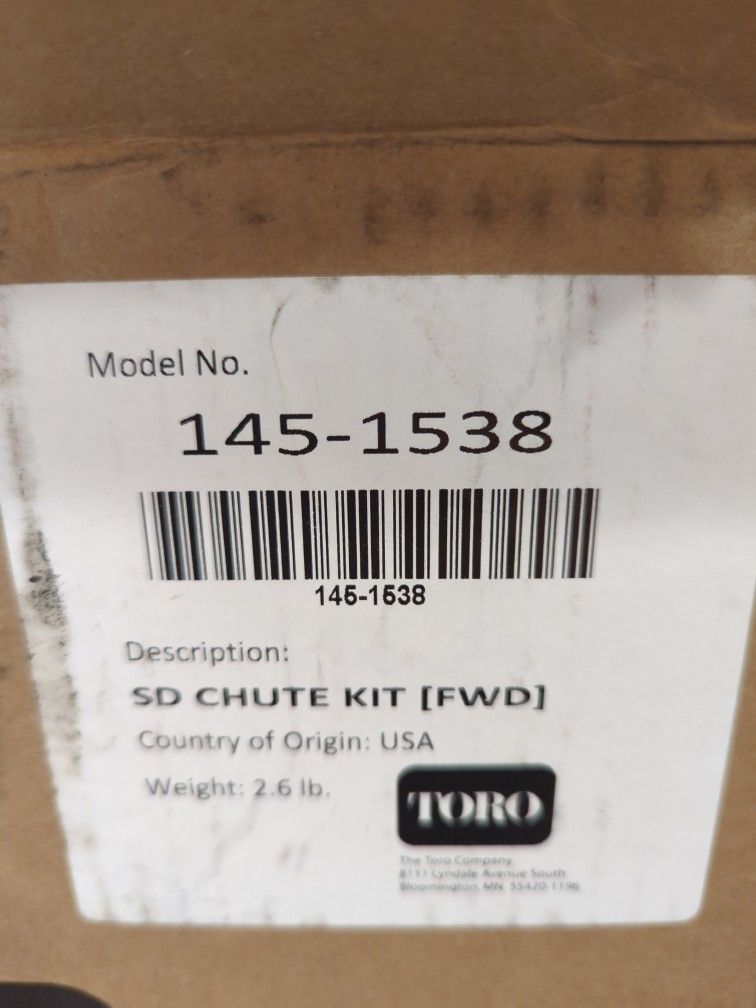 Model No.
145-1538
145-1538
Description:
SD CHUTE KIT [FWD]
Country of Origin: USA
Weight: 2.6 lb.
TORO
The Toro Company
8111 Lyndale Avenue South
Bloomington, MN 55420-1196